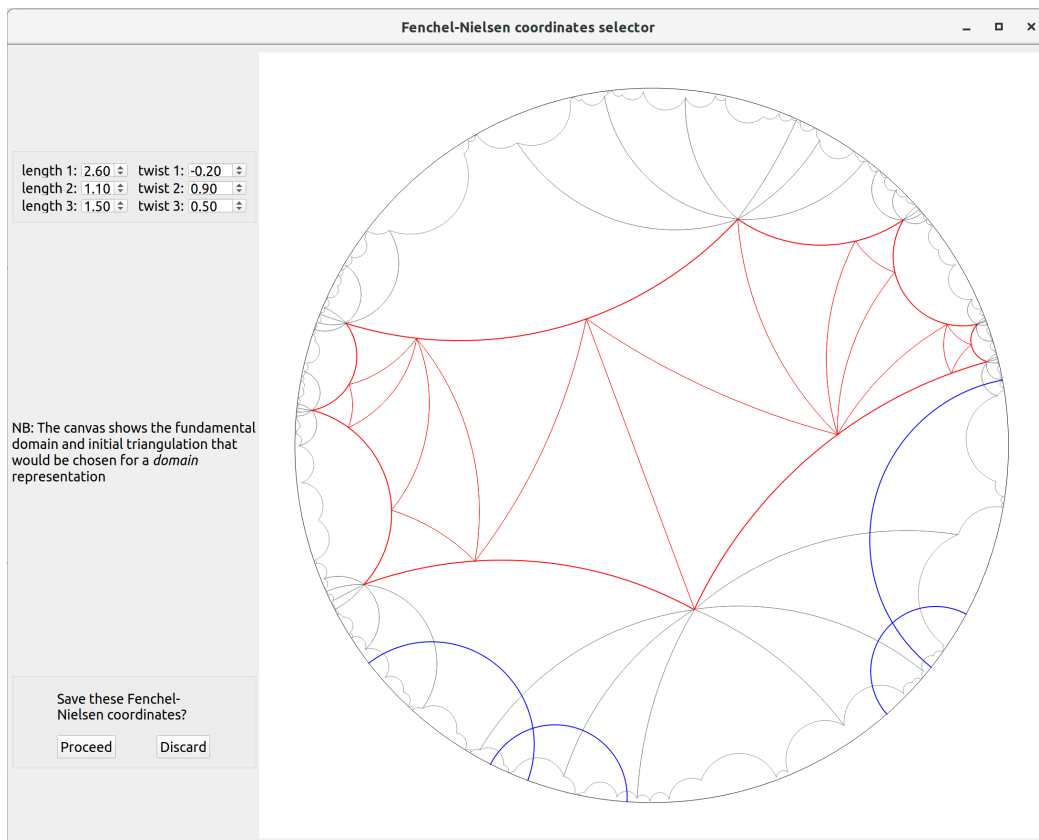 Fenchel-Nielsen coordinates selector
length 1: 2.60 twist 1: -0.20
length 2: 1.10 twist 2: 0.90
length 3: 1.50 twist 3: 0.50
NB: The canvas shows the fundamental
domain and initial triangulation that
would be chosen for a domain
representation
Save these Fenchel-
Nielsen coordinates?
Proceed Discard